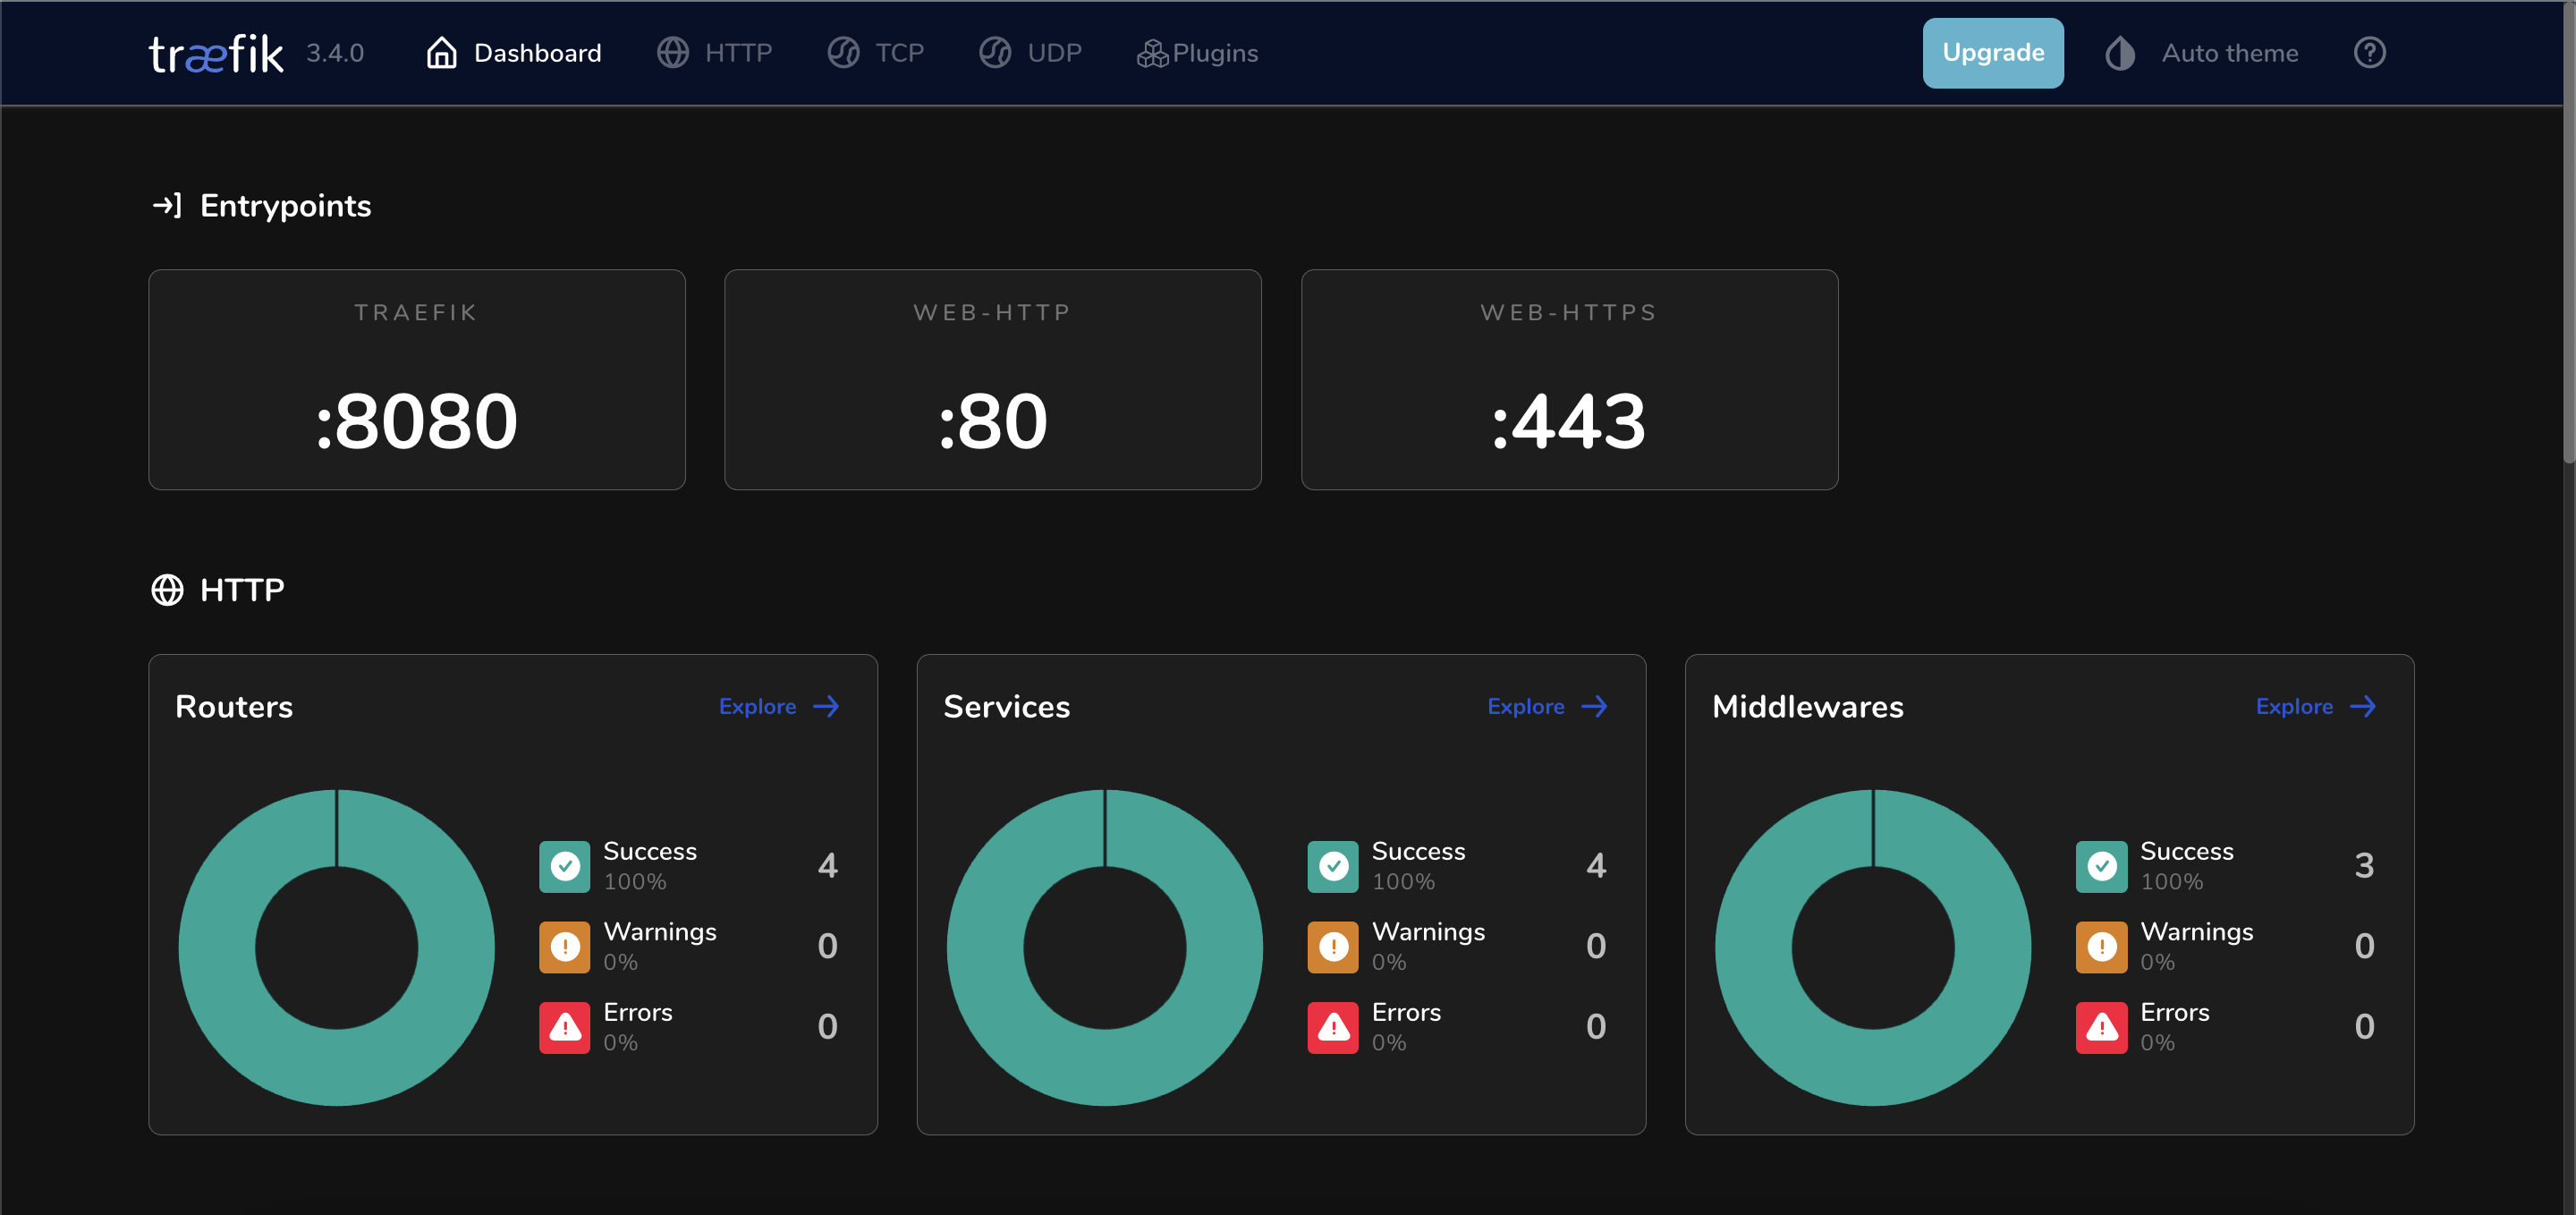 træfik 3.4.0 Dashboard HTTP TCP UDP Plugins Upgrade Auto theme
Entrypoints
TRAEFIK
:8080
WEB-HTTP
:80
WEB-HTTPS
:443
HTTP
Routers Explore
Success 4
100%
Warnings 0
0%
Errors 0
0%
Services Explore
Success 4
100%
Warnings 0
0%
Errors 0
0%
Middlewares Explore
Success 3
100%
Warnings 0
0%
Errors 0
0%